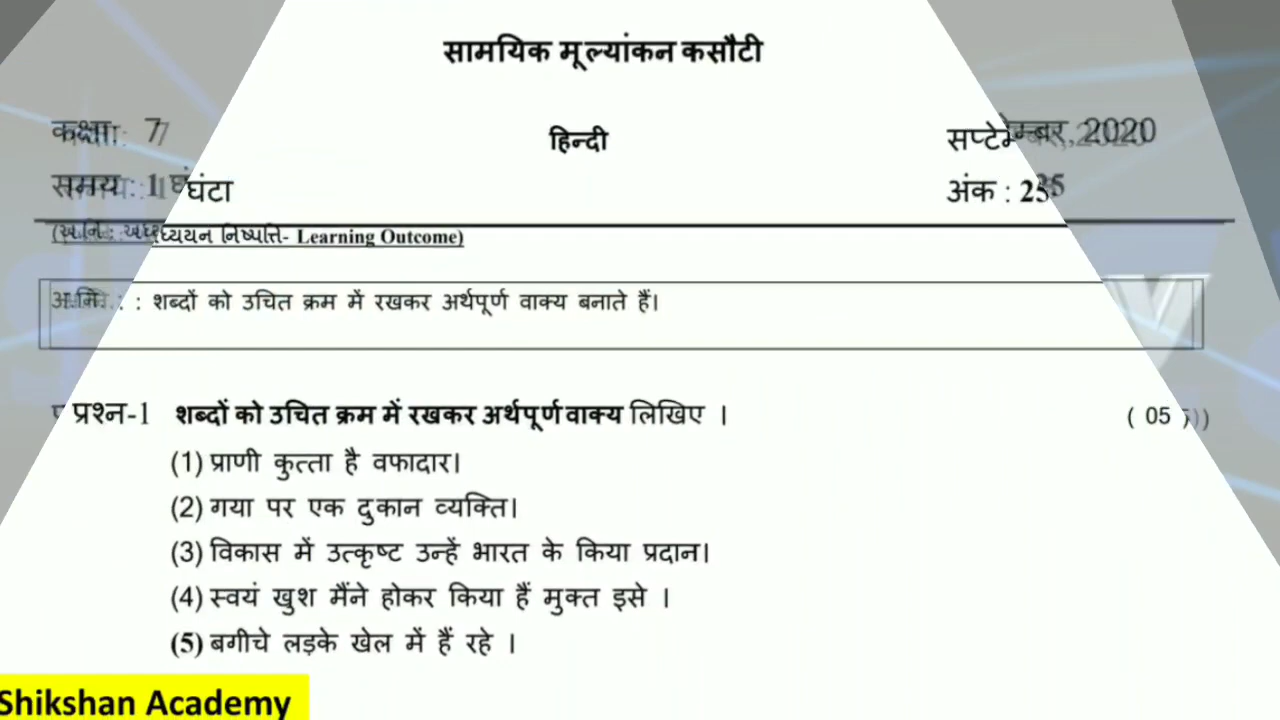 सामयिक मूल्यांकन कसौटी
कक्षा : 7 हिन्दी सप्टेम्बर, 2020
समय : 1 घंटा अंक : 25
(अ.नि.: अध्ययन निष्पत्ति- Learning Outcome)
अ.नि. : शब्दों को उचित क्रम में रखकर अर्थपूर्ण वाक्य बनाते हैं।
प्रश्न-1 शब्दों को उचित क्रम में रखकर अर्थपूर्ण वाक्य लिखिए । ( 05 )
(1) प्राणी कुत्ता है वफादार।
(2) गया पर एक दुकान व्यक्ति।
(3) विकास में उत्कृष्ट उन्हें भारत के किया प्रदान।
(4) स्वयं खुश मैंने होकर किया हैं मुक्त इसे ।
(5) बगीचे लड़के खेल में हैं रहे ।
Shikshan Academy